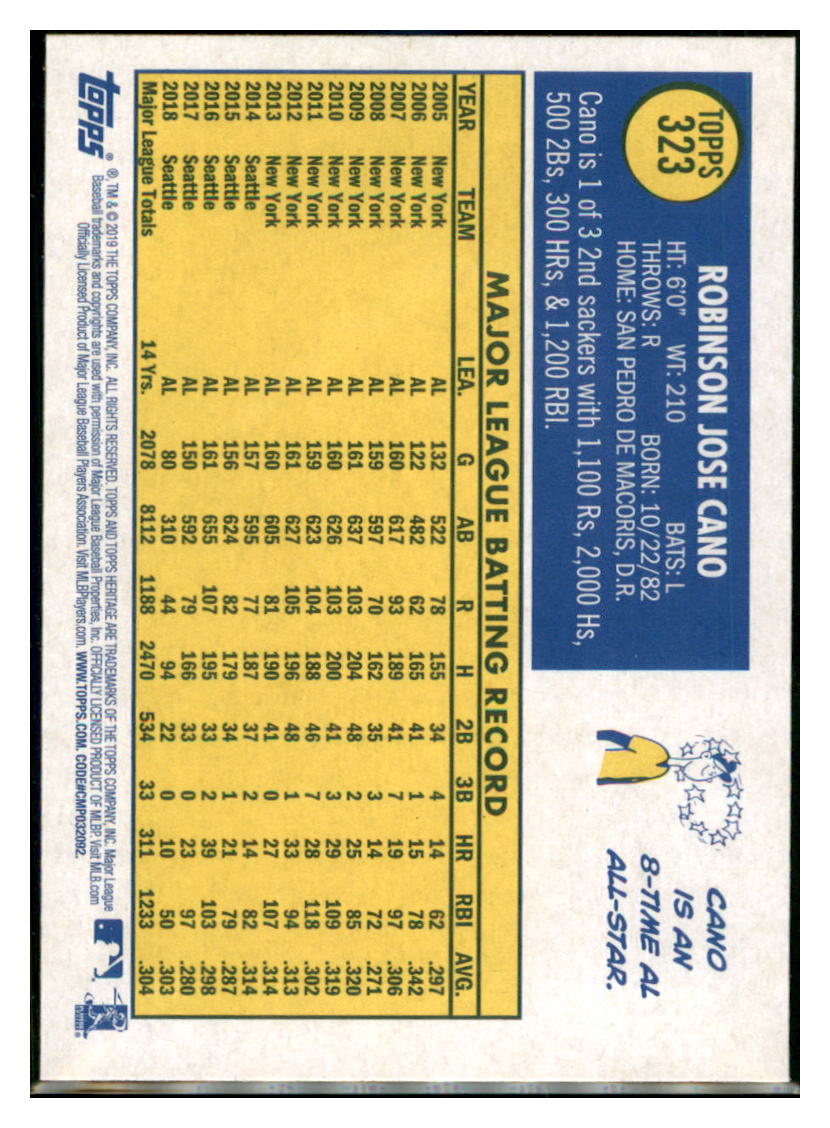 TOPPS
323
ROBINSON JOSE CANO
HT: 6'0" WT: 210 BATS: L
THROWS: R BORN: 10/22/82
HOME: SAN PEDRO DE MACORIS, D.R.
Cano is 1 of 3 2nd sackers with 1,100 Rs, 2,000 Hs,
500 2Bs, 300 HRs, & 1,200 RBI.
CANO
IS AN
8-TIME AL
ALL-STAR.
MAJOR LEAGUE BATTING RECORD
YEAR TEAM LEA. G AB R H 2B 3B HR RBI AVG.
2005 New York AL 132 522 78 155 34 4 14 62 .297
2006 New York AL 122 482 62 165 41 1 15 78 .342
2007 New York AL 160 617 93 189 41 7 19 97 .306
2008 New York AL 159 597 70 162 35 3 14 72 .271
2009 New York AL 161 637 103 204 48 2 25 85 .320
2010 New York AL 160 626 103 200 41 3 29 109 .319
2011 New York AL 159 623 104 188 46 7 28 118 .302
2012 New York AL 161 627 105 196 48 1 33 94 .313
2013 New York AL 160 605 81 190 41 0 27 107 .314
2014 Seattle AL 157 595 77 187 37 2 14 82 .314
2015 Seattle AL 156 624 82 179 34 1 21 79 .287
2016 Seattle AL 161 655 107 195 33 2 39 103 .298
2017 Seattle AL 150 592 79 166 33 0 23 97 .280
2018 Seattle AL 80 310 44 94 22 0 10 50 .303
Major League Totals 14 Yrs. 2078 8112 1188 2470 534 33 311 1233 .304
topps®
®, TM & © 2019 THE TOPPS COMPANY, INC. ALL RIGHTS RESERVED. TOPPS AND TOPPS HERITAGE ARE TRADEMARKS OF THE TOPPS COMPANY, INC. Major League
Baseball trademarks and copyrights are used with permission of Major League Baseball Properties, Inc. OFFICIALLY LICENSED PRODUCT OF MLBP. Visit MLB.com
Officially Licensed Product of Major League Baseball Players Association. Visit MLBPlayers.com. WWW.TOPPS.COM. CODE#CMP032092.